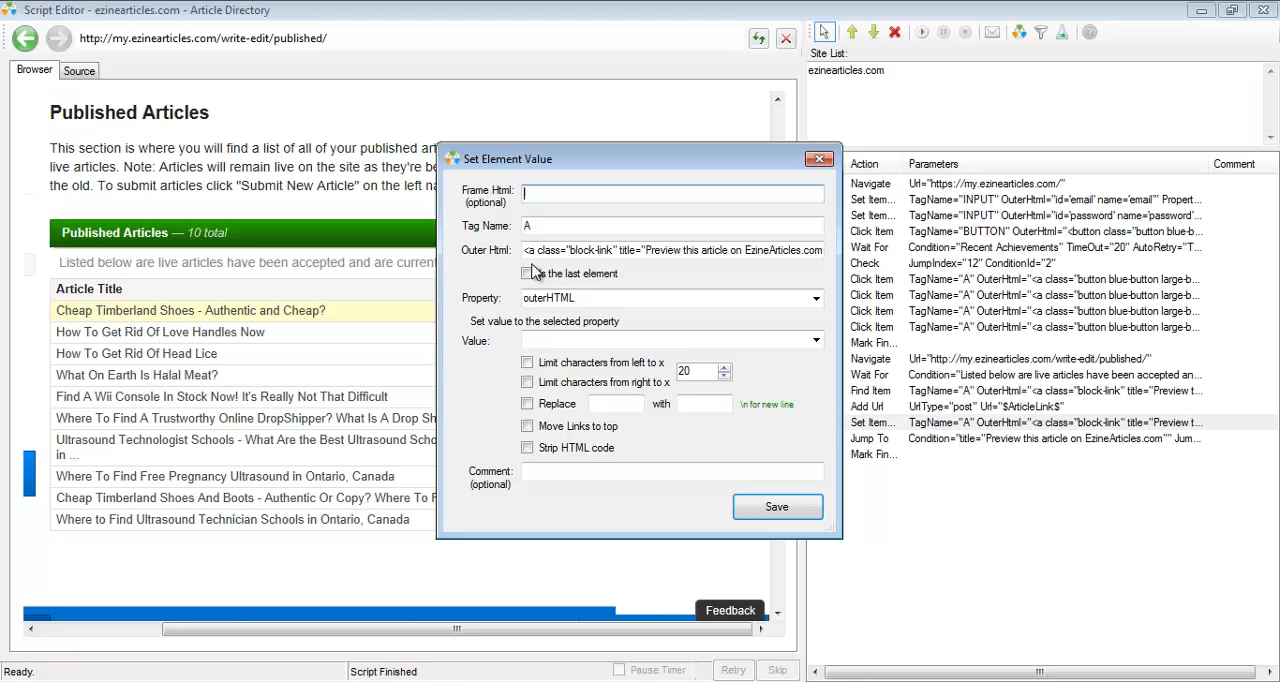 Script Editor - ezinearticles.com - Article Directory
http://my.ezinearticles.com/write-edit/published/
Browser
Source
Published Articles
This section is where you will find a list of all of your published
live articles. Note: Articles will remain live on the site as they're be
the old. To submit articles click "Submit New Article" on the left
Published Articles — 10 total
Listed below are live articles have been accepted and are curren
Article Title
Cheap Timberland Shoes - Authentic and Cheap?
How To Get Rid Of Love Handles Now
How To Get Rid Of Head Lice
What On Earth Is Halal Meat?
Find A Wii Console In Stock Now! It's Really Not That Difficult
Where To Find A Trustworthy Online DropShipper? What Is A Drop Sh
Ultrasound Technologist Schools - What Are the Best Ultrasound Scho
in ...
Where To Find Free Pregnancy Ultrasound in Ontario, Canada
Cheap Timberland Shoes And Boots - Authentic Or Copy? Where To F
Where to Find Ultrasound Technician Schools in Ontario, Canada
Feedback
Ready.
Script Finished
Pause Timer
Retry
Skip
Set Element Value
Frame Html:
(optional)
Tag Name: A
Outer Html: <a class="block-link" title="Preview this article on EzineArticles.com
is the last element
Property: outerHTML
Set value to the selected property
Value:
Limit characters from left to x
20
Limit characters from right to x
Replace with \n for new line
Move Links to top
Strip HTML code
Comment:
(optional)
Save
Site List:
ezinearticles.com
Action Parameters Comment
Navigate Url="https://my.ezinearticles.com/"
Set Item... TagName="INPUT" OuterHtml="id='email' name='email'" Propert...
Set Item... TagName="INPUT" OuterHtml="id='password' name='password'...
Click Item TagName="BUTTON" OuterHtml="<button class="button blu...
Wait For Condition="Recent Achievements" TimeOut="20" AutoRetry="T...
Check JumpIndex="12" ConditionId="2"
Click Item TagName="A" OuterHtml="<a class="button blue-button large-b...
Click Item TagName="A" OuterHtml="<a class="button blue-button large-b...
Click Item TagName="A" OuterHtml="<a class="button blue-button large-b...
Click Item TagName="A" OuterHtml="<a class="button blue-button large-b...
Mark Fin...
Navigate Url="http://my.ezinearticles.com/write-edit/published/"
Wait For Condition="Listed below are live articles have been accepted an...
Find Item TagName="A" OuterHtml="<a class="block-link" title="Preview t...
Add Url UrlType="post" Url="$ArticleLink$"
Set Item... TagName="A" OuterHtml="<a class="block-link" title="Preview t...
Jump To Condition="title="Preview this article on EzineArticles.com"" Jum...
Mark Fin...